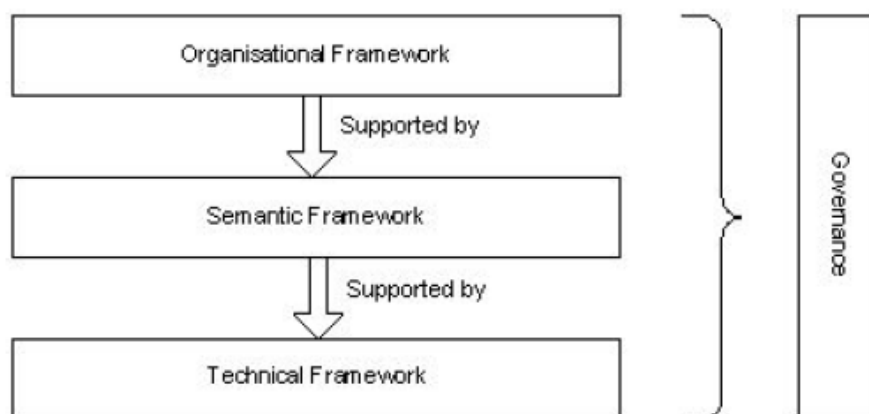 Organisational Framework
Supported by
Semantic Framework
Supported by
Technical Framework
Governance